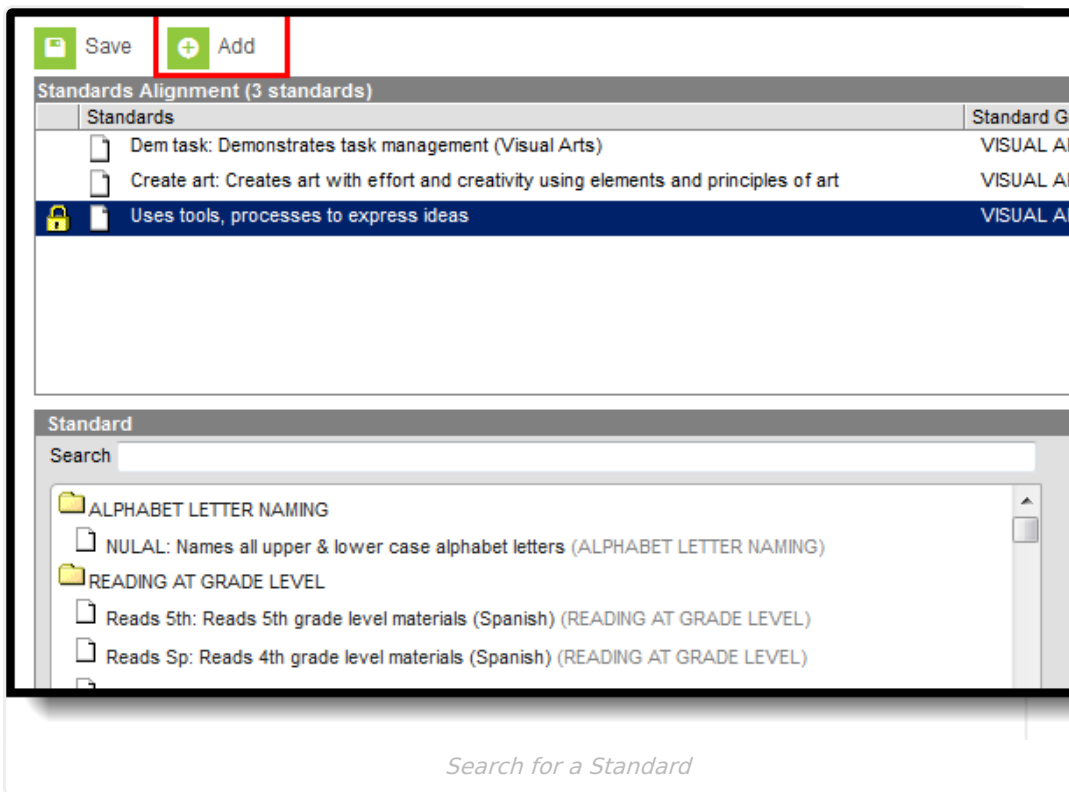 Save Add
Standards Alignment (3 standards)
Standards Standard G
Dem task: Demonstrates task management (Visual Arts) VISUAL
Create art: Creates art with effort and creativity using elements and principles of art VISUAL
Uses tools, processes to express ideas VISUAL
Standard
Search
ALPHABET LETTER NAMING
NULAL: Names all upper & lower case alphabet letters (ALPHABET LETTER NAMING)
READING AT GRADE LEVEL
Reads 5th: Reads 5th grade level materials (Spanish) (READING AT GRADE LEVEL)
Reads Sp: Reads 4th grade level materials (Spanish) (READING AT GRADE LEVEL)
Search for a Standard